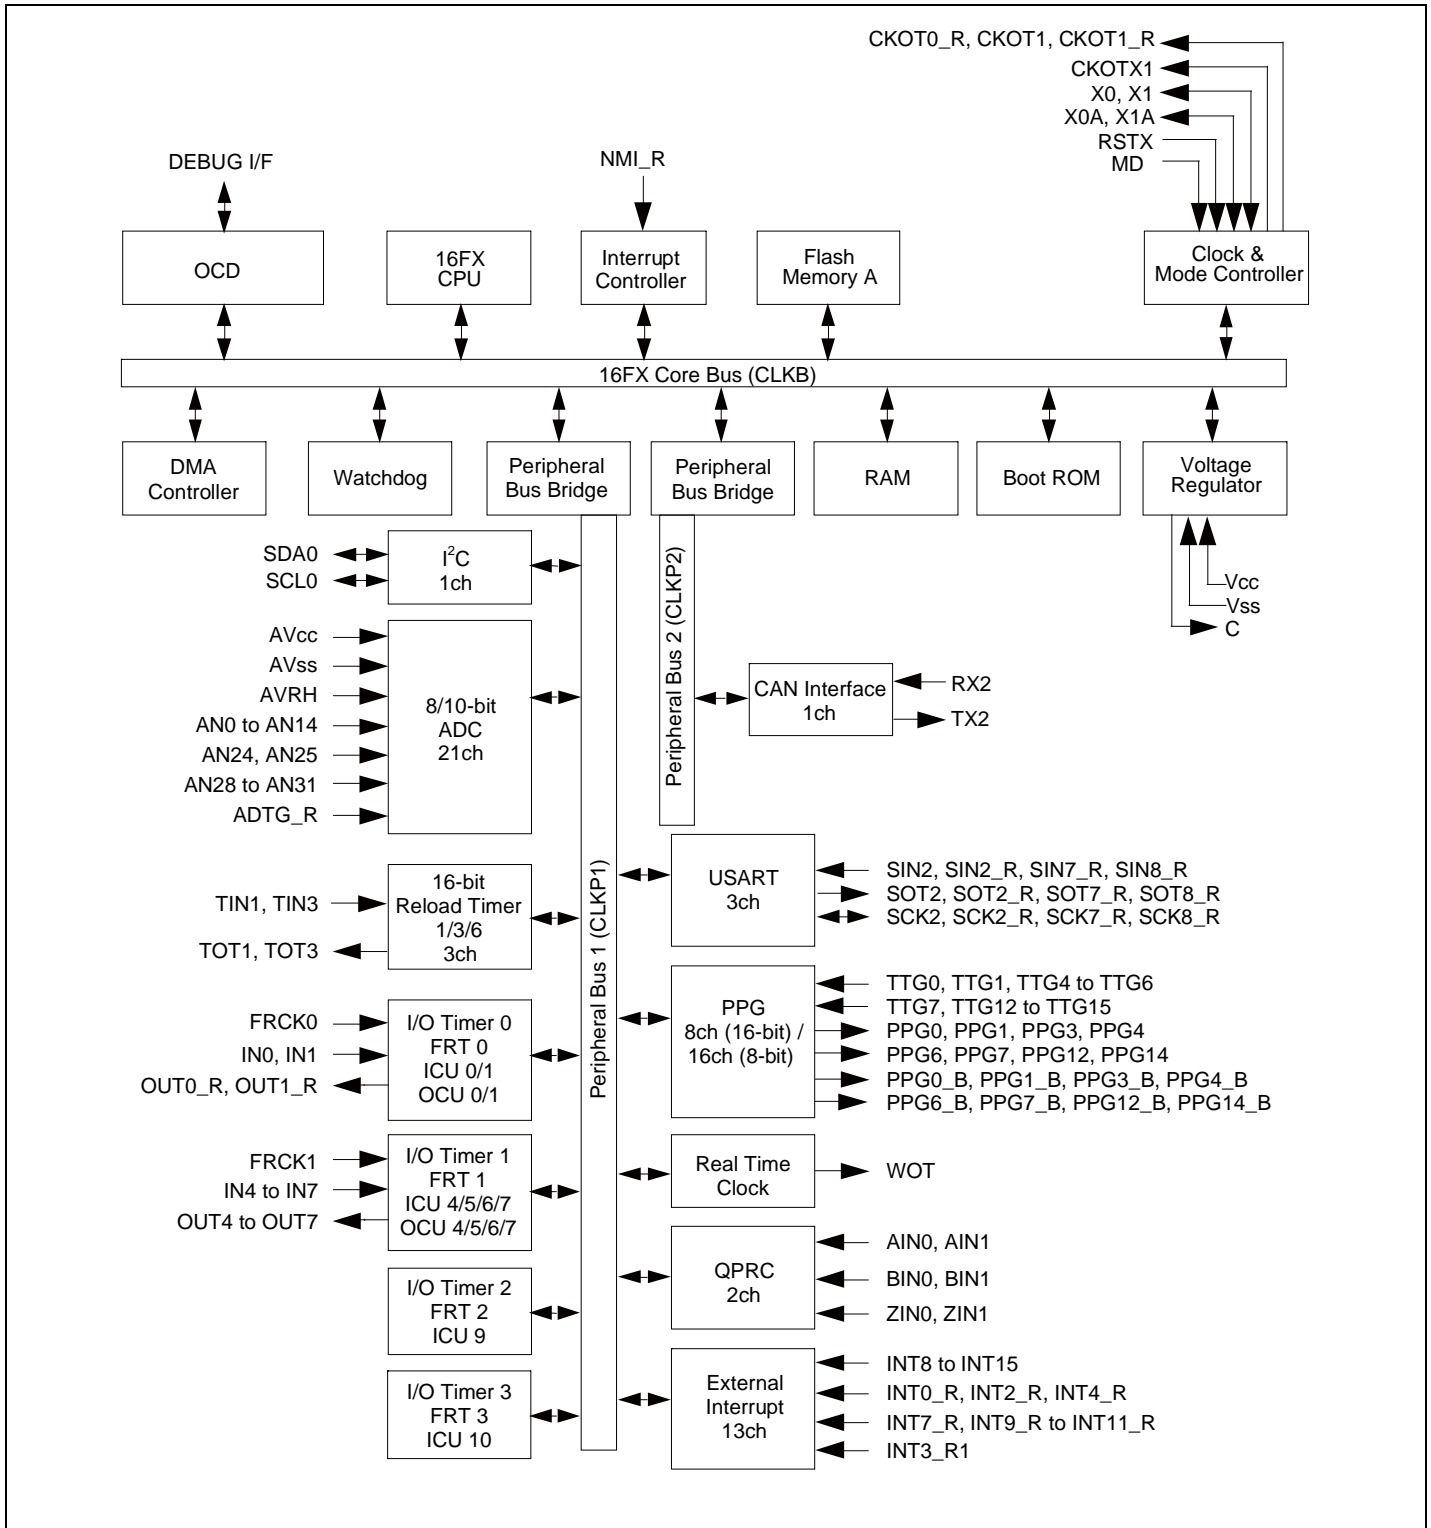 CKOT0_R, CKOT1, CKOT1_R
CKOTX1
X0, X1
X0A, X1A
RSTX
MD
DEBUG I/F
NMI_R
OCD
16FX
CPU
Interrupt
Controller
Flash
Memory A
Clock &
Mode Controller
16FX Core Bus (CLKB)
DMA
Controller
Watchdog
Peripheral
Bus Bridge
Peripheral
Bus Bridge
RAM
Boot ROM
Voltage
Regulator
Vcc
Vss
C
Peripheral Bus 1 (CLKP1)
Peripheral Bus 2 (CLKP2)
SDA0
SCL0
I²C
1ch
AVcc
AVss
AVRH
AN0 to AN14
AN24, AN25
AN28 to AN31
ADTG_R
8/10-bit
ADC
21ch
CAN Interface
1ch
RX2
TX2
TIN1, TIN3
TOT1, TOT3
16-bit
Reload Timer
1/3/6
3ch
USART
3ch
SIN2, SIN2_R, SIN7_R, SIN8_R
SOT2, SOT2_R, SOT7_R, SOT8_R
SCK2, SCK2_R, SCK7_R, SCK8_R
FRCK0
IN0, IN1
OUT0_R, OUT1_R
I/O Timer 0
FRT 0
ICU 0/1
OCU 0/1
PPG
8ch (16-bit) /
16ch (8-bit)
TTG0, TTG1, TTG4 to TTG6
TTG7, TTG12 to TTG15
PPG0, PPG1, PPG3, PPG4
PPG6, PPG7, PPG12, PPG14
PPG0_B, PPG1_B, PPG3_B, PPG4_B
PPG6_B, PPG7_B, PPG12_B, PPG14_B
FRCK1
IN4 to IN7
OUT4 to OUT7
I/O Timer 1
FRT 1
ICU 4/5/6/7
OCU 4/5/6/7
Real Time
Clock
WOT
I/O Timer 2
FRT 2
ICU 9
QPRC
2ch
AIN0, AIN1
BIN0, BIN1
ZIN0, ZIN1
I/O Timer 3
FRT 3
ICU 10
External
Interrupt
13ch
INT8 to INT15
INT0_R, INT2_R, INT4_R
INT7_R, INT9_R to INT11_R
INT3_R1